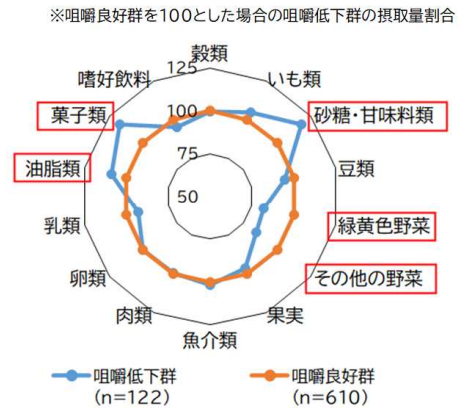 ※咀嚼良好群を100とした場合の咀嚼低下群の摂取量割合
穀類
125
嗜好飲料
いも類
菓子類
100
砂糖・甘味料類
油脂類
75
豆類
50
乳類
緑黄色野菜
卵類
その他の野菜
肉類
果実
魚介類
咀嚼低下群
(n=122)
咀嚼良好群
(n=610)